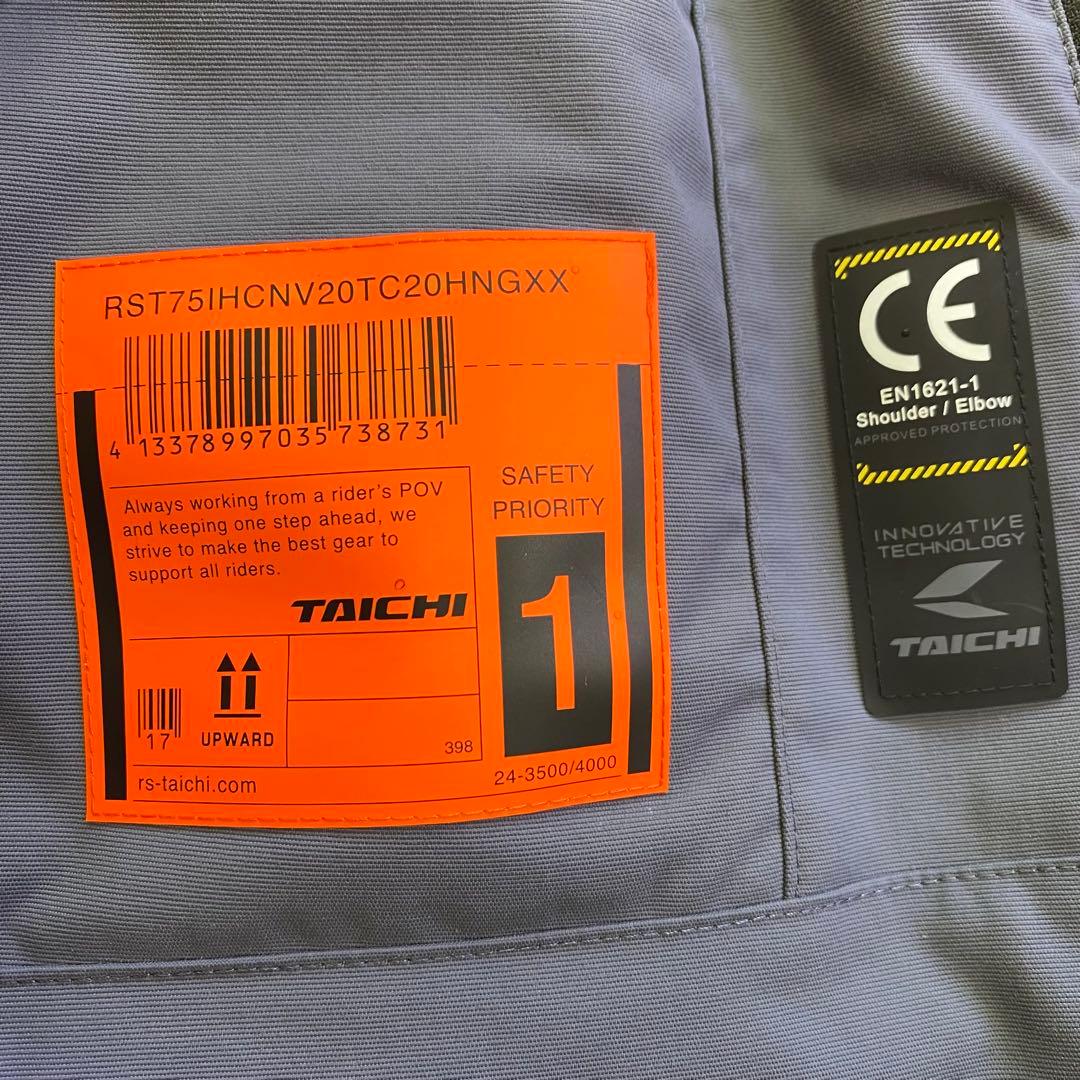 RST75IHCNV20TC20HNGXX
4 13378997035738731
Always working from a rider's POV
and keeping one step ahead, we
strive to make the best gear to
support all riders.
TAICHI
SAFETY
PRIORITY
1
17
UPWARD
398
rs-taichi.com
24-3500/4000
CE
EN1621-1
Shoulder / Elbow
APPROVED PROTECTION
INNOVATIVE
TECHNOLOGY
TAICHI